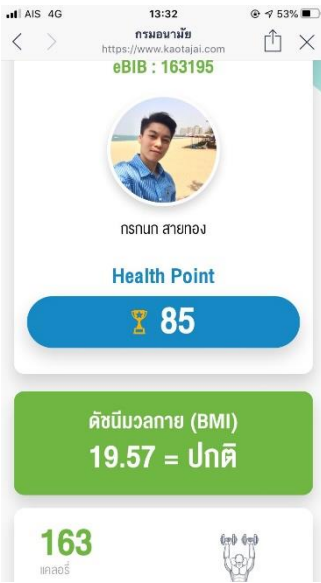 AIS 4G 13:32 53%
กรมอนามัย
https://www.kaotajai.com
eBIB : 163195
กรกนก สายทอง
Health Point
85
ดัชนีมวลกาย (BMI)
19.57 = ปกติ
163
แคลอรี่